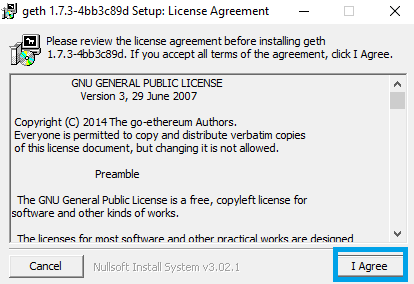 geth 1.7.3-4bb3c89d Setup: License Agreement
Please review the license agreement before installing geth
1.7.3-4bb3c89d. If you accept all terms of the agreement, click I Agree.
GNU GENERAL PUBLIC LICENSE
Version 3, 29 June 2007
Copyright (C) 2014 The go-ethereum Authors.
Everyone is permitted to copy and distribute verbatim copies
of this license document, but changing it is not allowed.
Preamble
The GNU General Public License is a free, copyleft license for
software and other kinds of works.
The licenses for most software and other practical works are designed
Cancel
Nullsoft Install System v3.02.1
I Agree